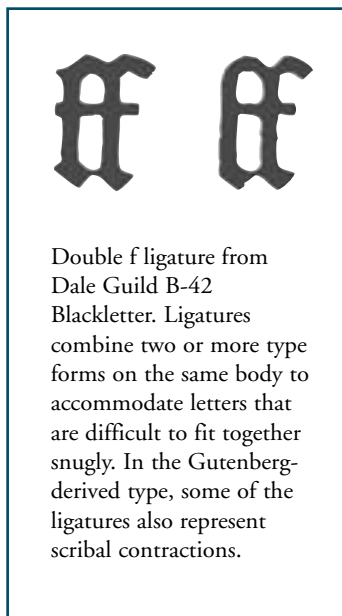 ff ff
Double f ligature from
Dale Guild B-42
Blackletter. Ligatures
combine two or more type
forms on the same body to
accommodate letters that
are difficult to fit together
snugly. In the Gutenberg-
derived type, some of the
ligatures also represent
scribal contractions.